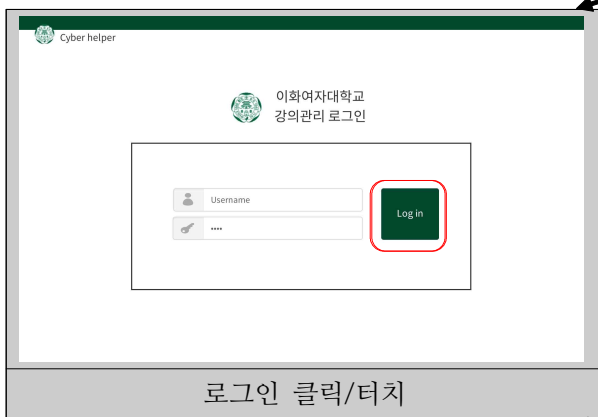 Cyber helper
이화여자대학교
강의관리 로그인
Username
Log in
••••
로그인 클릭/터치